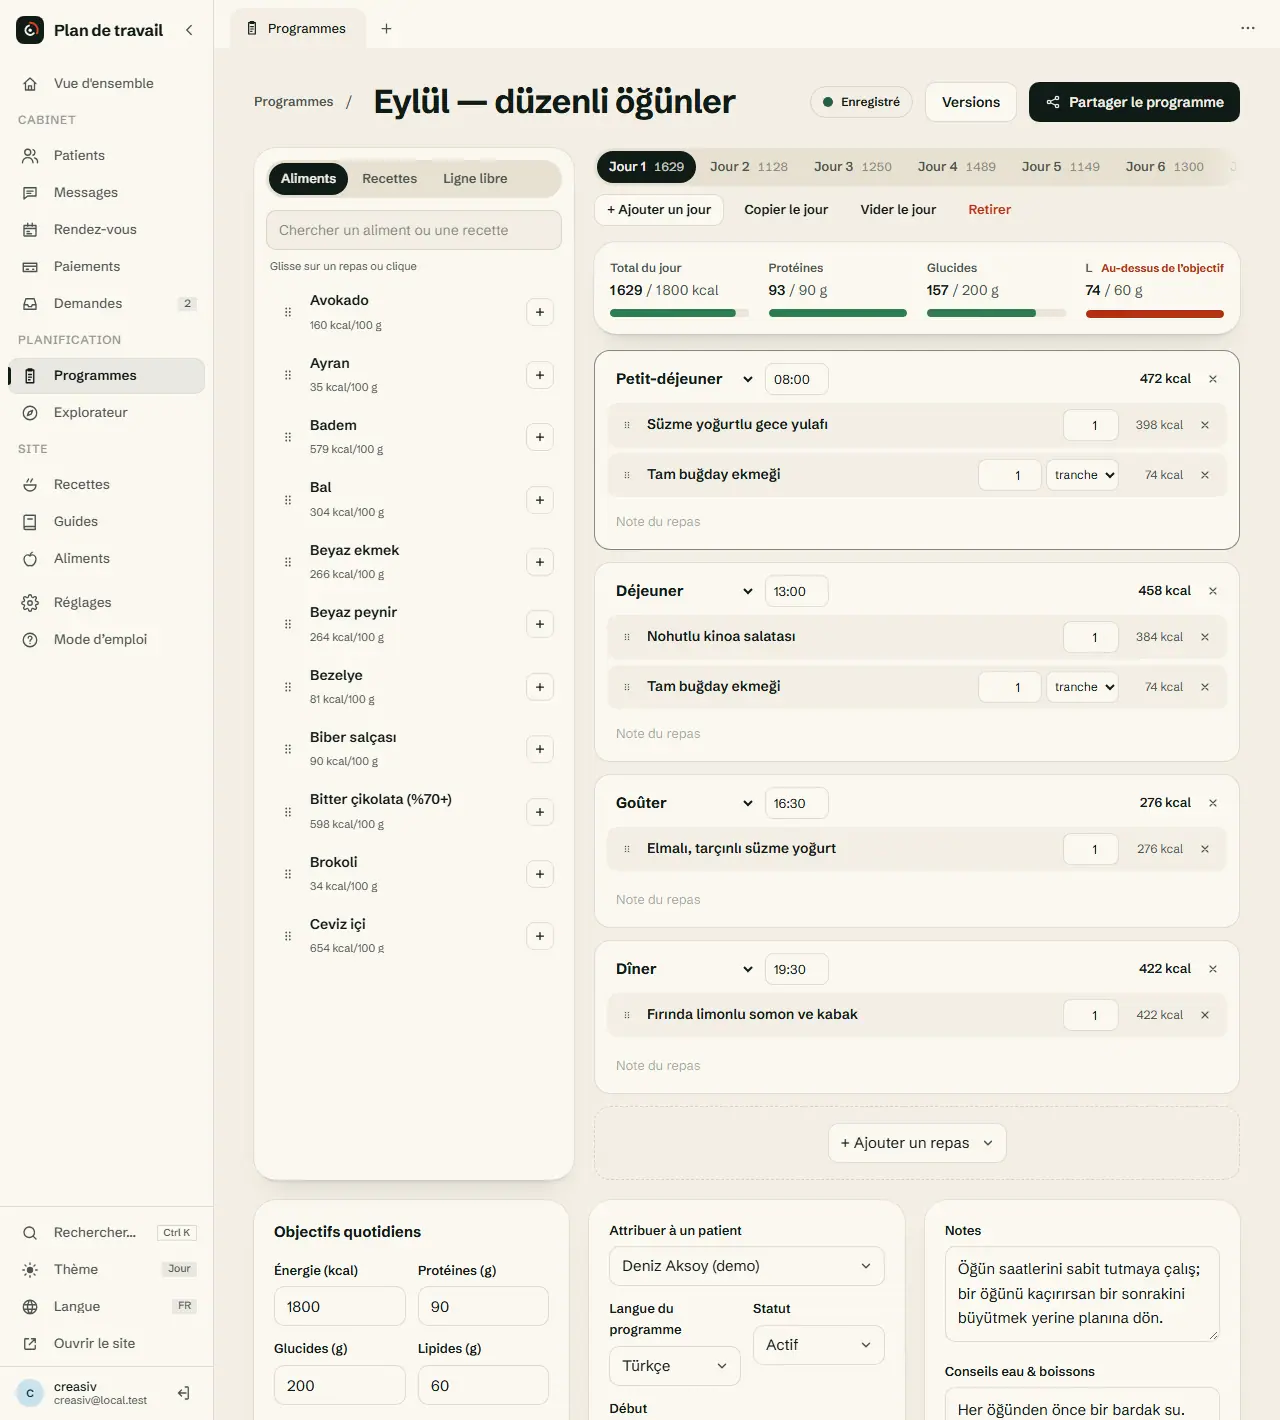 Plan de travail
Programmes
Vue d'ensemble
CABINET
Patients
Messages
Rendez-vous
Paiements
Demandes 2
PLANIFICATION
Programmes
Explorateur
SITE
Recettes
Guides
Aliments
Réglages
Mode d'emploi
Rechercher... Ctrl K
Thème Jour
Langue FR
Ouvrir le site
C creasiv
creasiv@local.test
Programmes / Eylül — düzenli öğünler
Enregistré
Versions
Partager le programme
Aliments Recettes Ligne libre
Chercher un aliment ou une recette
Glisse sur un repas ou clique
Avokado
160 kcal/100 g
Ayran
35 kcal/100 g
Badem
579 kcal/100 g
Bal
304 kcal/100 g
Beyaz ekmek
266 kcal/100 g
Beyaz peynir
264 kcal/100 g
Bezelye
81 kcal/100 g
Biber salçası
90 kcal/100 g
Bitter çikolata (%70+)
598 kcal/100 g
Brokoli
34 kcal/100 g
Ceviz içi
654 kcal/100 g
Jour 1 1629 Jour 2 1128 Jour 3 1250 Jour 4 1489 Jour 5 1149 Jour 6 1300
+ Ajouter un jour Copier le jour Vider le jour Retirer
Total du jour
1629 / 1800 kcal
Protéines
93 / 90 g
Glucides
157 / 200 g
L Au-dessus de l'objectif
74 / 60 g
Petit-déjeuner 08:00 472 kcal
Süzme yoğurtlu gece yulafı 1 398 kcal
Tam buğday ekmeği 1 tranche 74 kcal
Note du repas
Déjeuner 13:00 458 kcal
Nohutlu kinoa salatası 1 384 kcal
Tam buğday ekmeği 1 tranche 74 kcal
Note du repas
Goûter 16:30 276 kcal
Elmalı, tarçınlı süzme yoğurt 1 276 kcal
Note du repas
Dîner 19:30 422 kcal
Fırında limonlu somon ve kabak 1 422 kcal
Note du repas
+ Ajouter un repas
Objectifs quotidiens
Énergie (kcal) Protéines (g)
1800 90
Glucides (g) Lipides (g)
200 60
Attribuer à un patient
Deniz Aksoy (demo)
Langue du
programme
Türkçe
Statut
Actif
Début
Notes
Öğün saatlerini sabit tutmaya çalış;
bir öğünü kaçırırsan bir sonrakini
büyütmek yerine planına dön.
Conseils eau & boissons
Her öğünden önce bir bardak su.